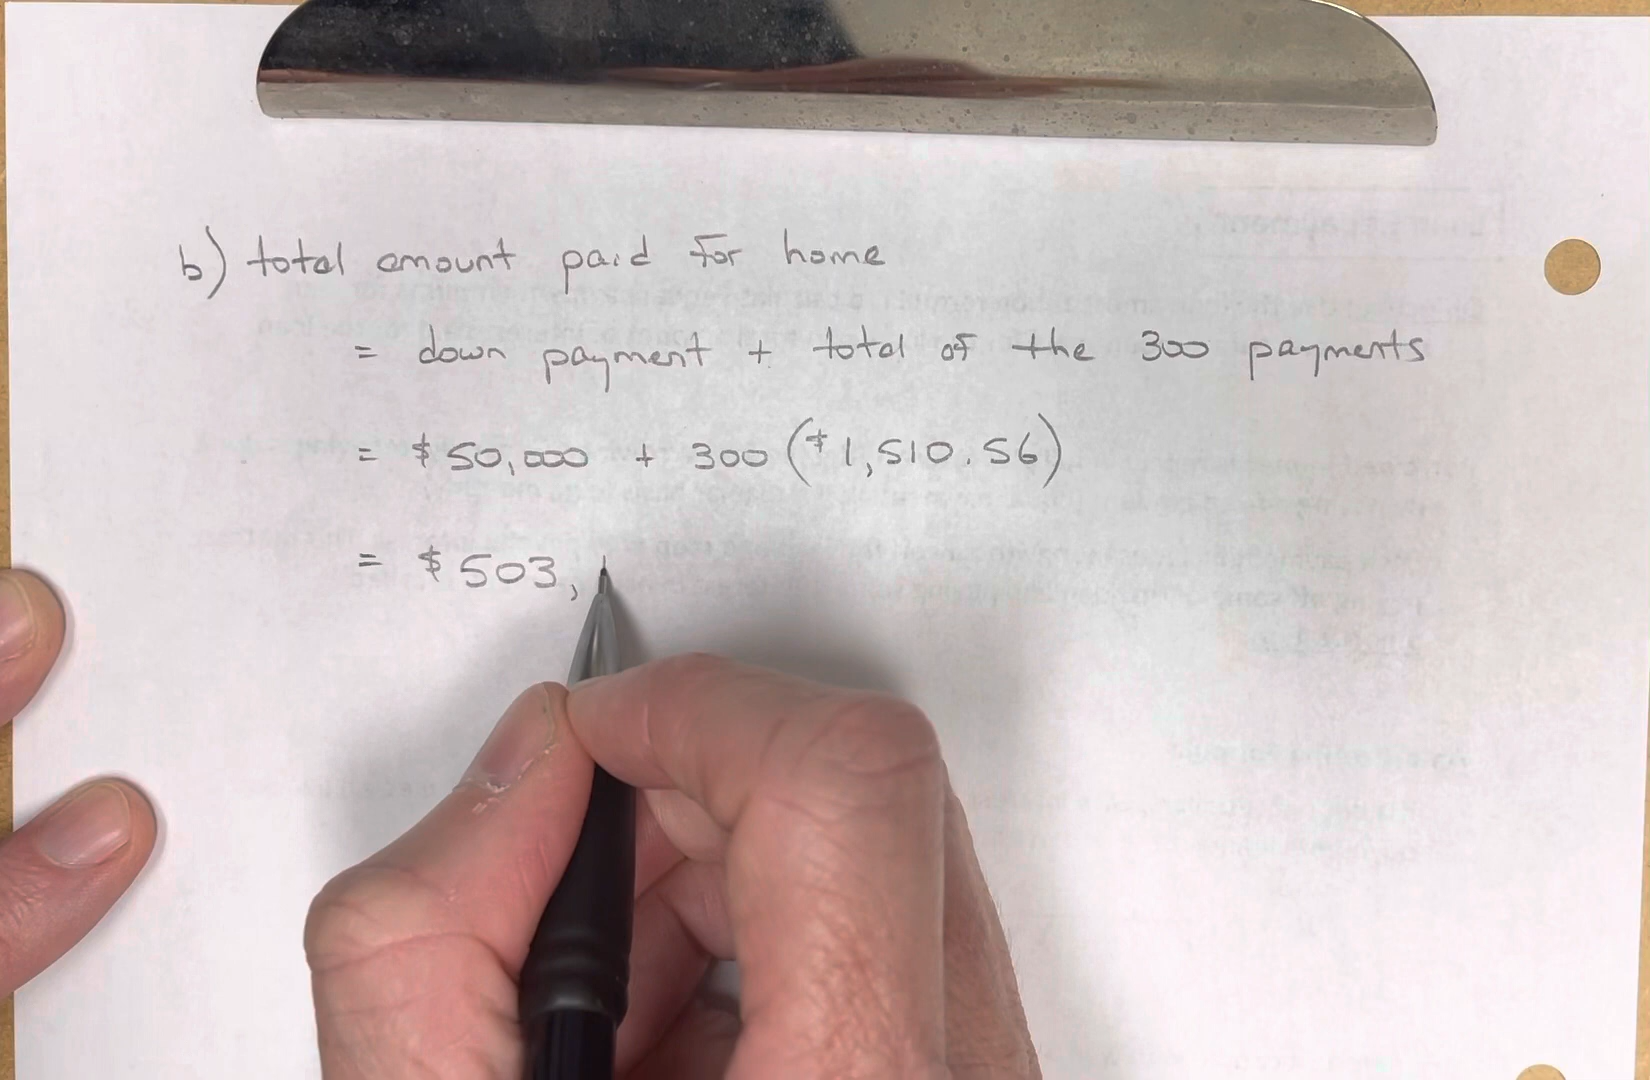 b) total amount paid for home
= down payment + total of the 300 payments
= $50,000 + 300 ($1,510.56)
= $503,